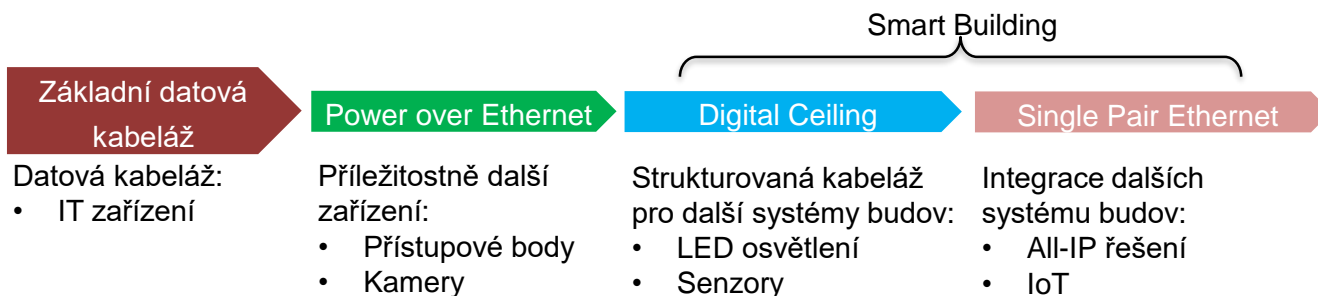 Smart Building
Základní datová
kabeláž
Power over Ethernet
Digital Ceiling
Single Pair Ethernet
Datová kabeláž:
• IT zařízení
Příležitostně další
zařízení:
• Přístupové body
• Kamery
Strukturovaná kabeláž
pro další systémy budov:
• LED osvětlení
• Senzory
Integrace dalších
systému budov:
• All-IP řešení
• IoT